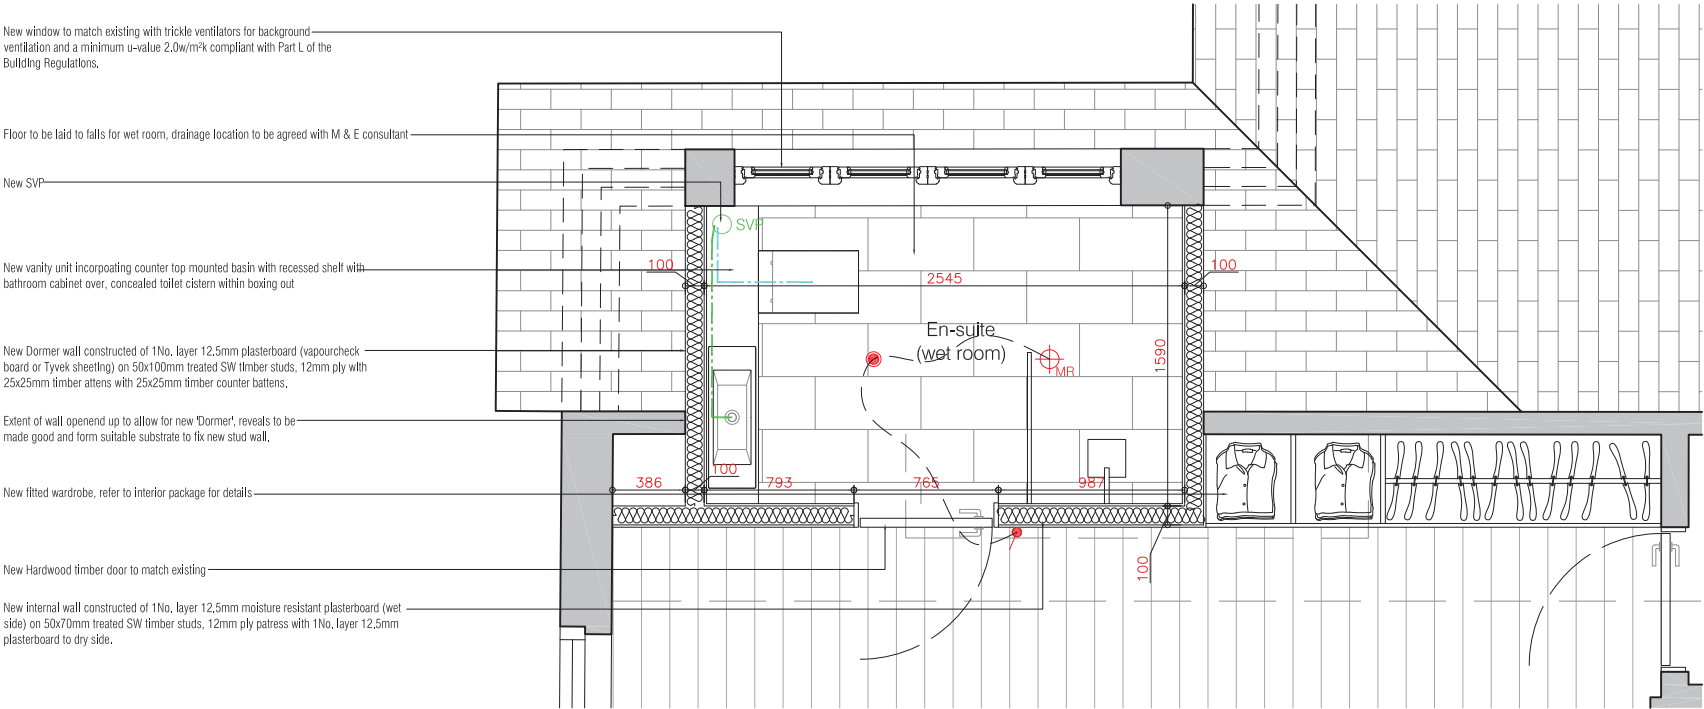 New window to match existing with trickle ventilators for background
ventilation and a minimum u-value 2.0w/m²k compliant with Part L of the
Building Regulations.
Floor to be laid to falls for wet room, drainage location to be agreed with M & E consultant
New SVP
SVP
New vanity unit incorpoating counter top mounted basin with recessed shelf with
bathroom cabinet over, concealed toilet cistern within boxing out
100
2545
100
En-suite
(wet room)
MR
1590
New Dormer wall constructed of 1No. layer 12.5mm plasterboard (vapourcheck
board or Tyvek sheeting) on 50x100mm treated SW timber studs, 12mm ply with
25x25mm timber attens with 25x25mm timber counter battens.
Extent of wall openend up to allow for new 'Dormer', reveals to be
made good and form suitable substrate to fix new stud wall.
100
386
793
765
987
New fitted wardrobe, refer to interior package for details
100
New Hardwood timber door to match existing
New internal wall constructed of 1No. layer 12.5mm moisture resistant plasterboard (wet
side) on 50x70mm treated SW timber studs, 12mm ply patress with 1No. layer 12.5mm
plasterboard to dry side.